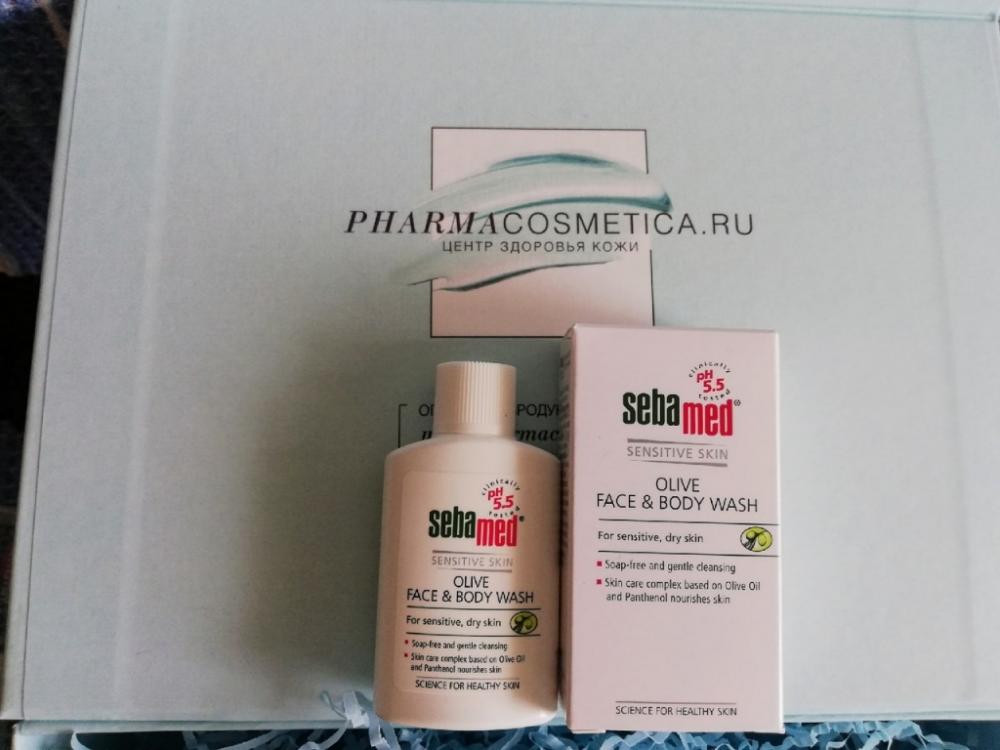 PHARMACOSMETICA.RU
ЦЕНТР ЗДОРОВЬЯ КОЖИ
clinically
pH
5.5
tested
sebamed®
SENSITIVE SKIN
OLIVE
FACE & BODY WASH
For sensitive, dry skin
Soap-free and gentle cleansing
Skin care complex based on Olive Oil
and Panthenol nourishes skin
SCIENCE FOR HEALTHY SKIN
clinically
pH
5.5
tested
sebamed®
SENSITIVE SKIN
OLIVE
FACE & BODY WASH
For sensitive, dry skin
Soap-free and gentle cleansing
Skin care complex based on Olive Oil
and Panthenol nourishes skin
SCIENCE FOR HEALTHY SKIN